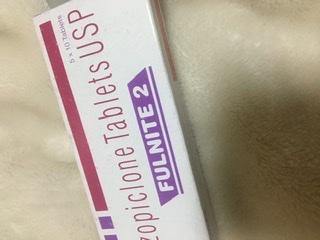 5 x 10 Tablets
zopiclone Tablets USP
FULNITE 2